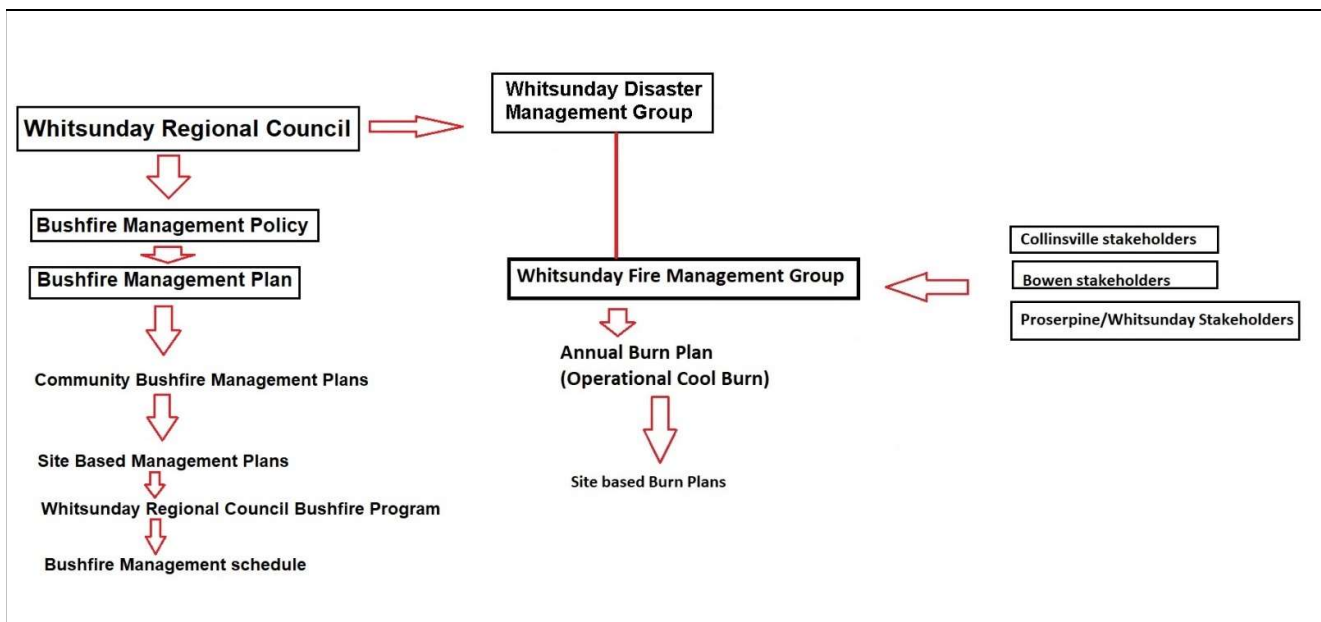 Whitsunday Regional Council
Bushfire Management Policy
Bushfire Management Plan
Community Bushfire Management Plans
Site Based Management Plans
Whitsunday Regional Council Bushfire Program
Bushfire Management schedule
Whitsunday Disaster
Management Group
Whitsunday Fire Management Group
Annual Burn Plan
(Operational Cool Burn)
Site based Burn Plans
Collinsville stakeholders
Bowen stakeholders
Proserpine/Whitsunday Stakeholders